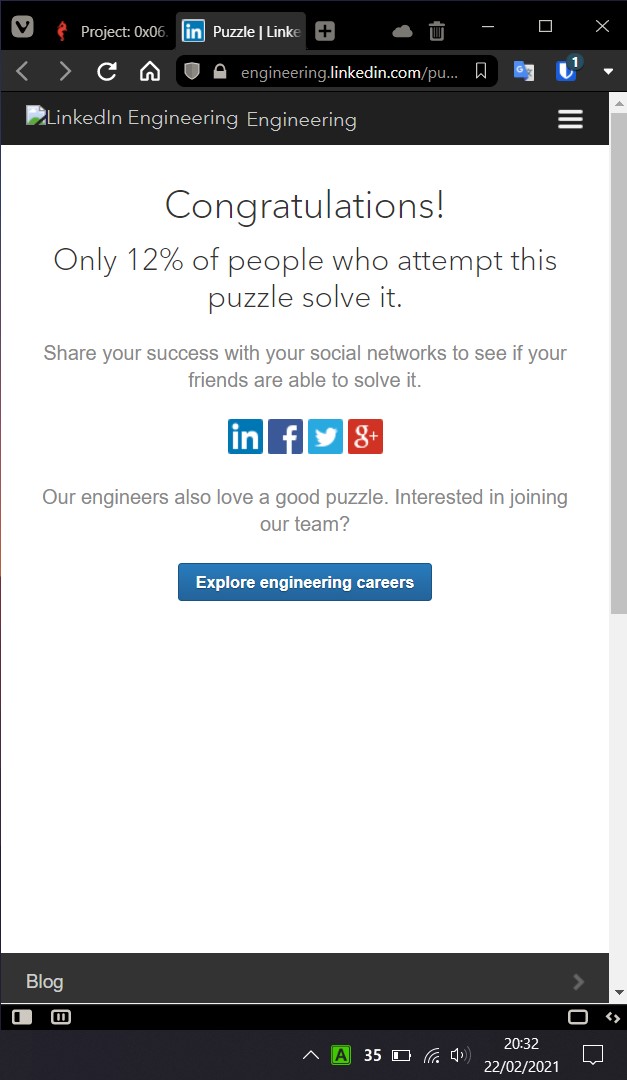 Project: 0x06.
in Puzzle | Linke
engineering.linkedin.com/pu...
1
LinkedIn Engineering Engineering
Congratulations!
Only 12% of people who attempt this
puzzle solve it.
Share your success with your social networks to see if your
friends are able to solve it.
in f g+
Our engineers also love a good puzzle. Interested in joining
our team?
Explore engineering careers
Blog
A 35 20:32
22/02/2021